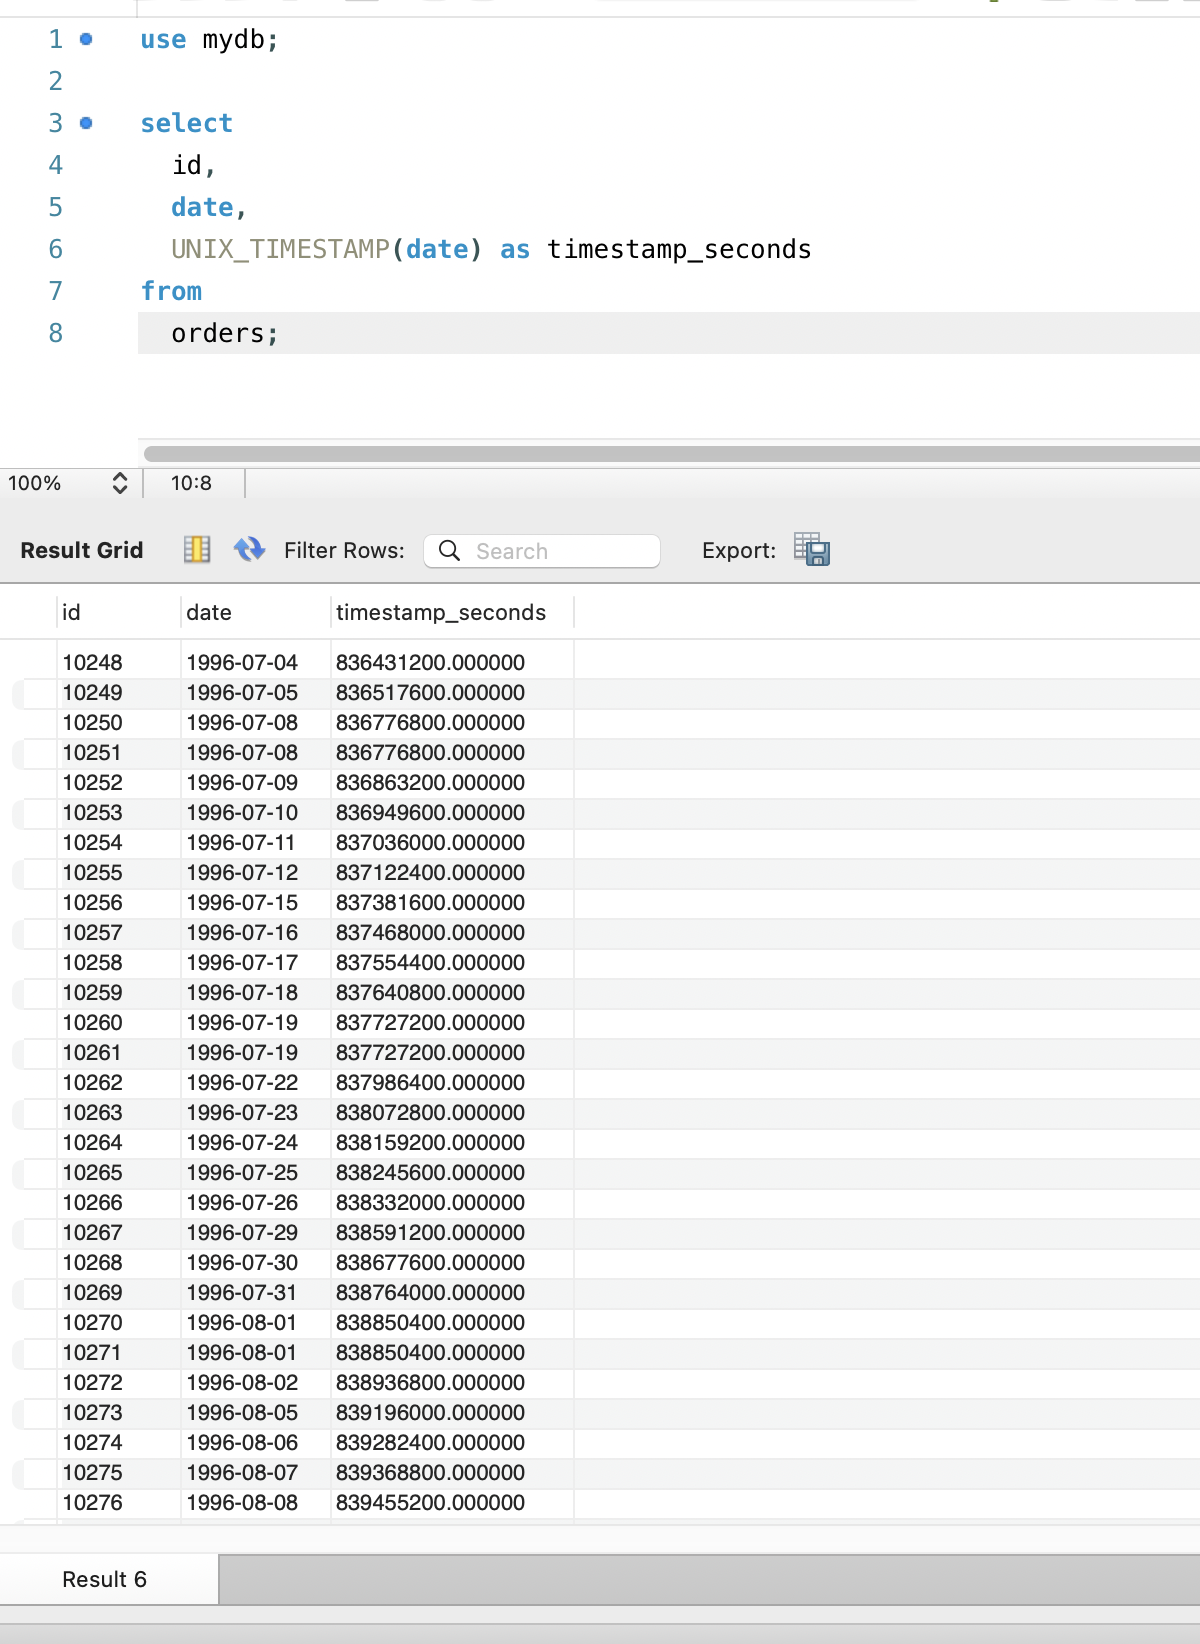 1 use mydb;
2
3 select
4 id,
5 date,
6 UNIX_TIMESTAMP(date) as timestamp_seconds
7 from
8 orders;
100% 10:8
Result Grid Filter Rows: Search Export:
id date timestamp_seconds
10248 1996-07-04 836431200.000000
10249 1996-07-05 836517600.000000
10250 1996-07-08 836776800.000000
10251 1996-07-08 836776800.000000
10252 1996-07-09 836863200.000000
10253 1996-07-10 836949600.000000
10254 1996-07-11 837036000.000000
10255 1996-07-12 837122400.000000
10256 1996-07-15 837381600.000000
10257 1996-07-16 837468000.000000
10258 1996-07-17 837554400.000000
10259 1996-07-18 837640800.000000
10260 1996-07-19 837727200.000000
10261 1996-07-19 837727200.000000
10262 1996-07-22 837986400.000000
10263 1996-07-23 838072800.000000
10264 1996-07-24 838159200.000000
10265 1996-07-25 838245600.000000
10266 1996-07-26 838332000.000000
10267 1996-07-29 838591200.000000
10268 1996-07-30 838677600.000000
10269 1996-07-31 838764000.000000
10270 1996-08-01 838850400.000000
10271 1996-08-01 838850400.000000
10272 1996-08-02 838936800.000000
10273 1996-08-05 839196000.000000
10274 1996-08-06 839282400.000000
10275 1996-08-07 839368800.000000
10276 1996-08-08 839455200.000000
Result 6